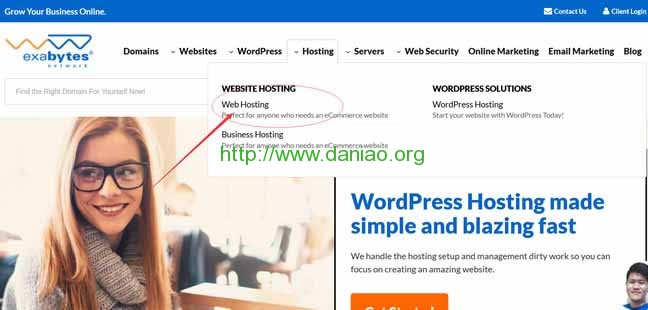 Grow Your Business Online.
Contact Us
Client Login
exabytes®
network
Domains Websites WordPress Hosting Servers Web Security Online Marketing Email Marketing Blog
Find the Right Domain For Yourself Now!
WEBSITE HOSTING
Web Hosting
Perfect for anyone who needs an eCommerce website
Business Hosting
Perfect for anyone who needs an eCommerce website
WORDPRESS SOLUTIONS
WordPress Hosting
Start your website with WordPress Today!
http://www.daniao.org
WordPress Hosting made
simple and blazing fast
We handle the hosting setup and management dirty work so you can
focus on creating an amazing website.
Get Started